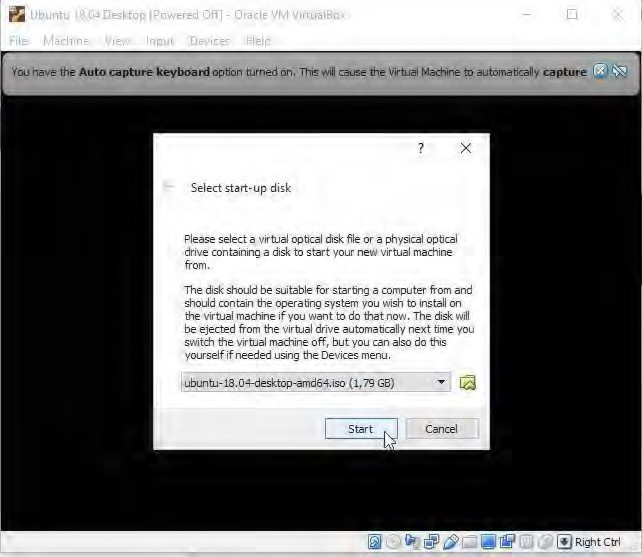 Ubuntu 18.04 Desktop [Powered Off] - Oracle VM VirtualBox
File Machine View Input Devices Help
You have the Auto capture keyboard option turned on. This will cause the Virtual Machine to automatically capture
?
Select start-up disk
Please select a virtual optical disk file or a physical optical
drive containing a disk to start your new virtual machine
from.
The disk should be suitable for starting a computer from and
should contain the operating system you wish to install on
the virtual machine if you want to do that now. The disk will
be ejected from the virtual drive automatically next time you
switch the virtual machine off, but you can also do this
yourself if needed using the Devices menu.
ubuntu-18.04-desktop-amd64.iso (1,79 GB)
Start Cancel
Right Ctrl